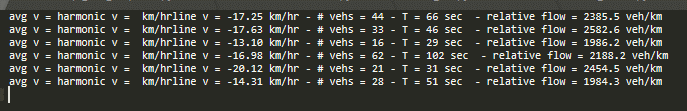 avg v = harmonic v =  km/hrline v = -17.25 km/hr - # vehs = 44 - T = 66 sec  - relative flow = 2385.5 veh/km
avg v = harmonic v =  km/hrline v = -17.63 km/hr - # vehs = 33 - T = 46 sec  - relative flow = 2582.6 veh/km
avg v = harmonic v =  km/hrline v = -13.10 km/hr - # vehs = 16 - T = 29 sec  - relative flow = 1986.2 veh/km
avg v = harmonic v =  km/hrline v = -16.98 km/hr - # vehs = 62 - T = 102 sec  - relative flow = 2188.2 veh/km
avg v = harmonic v =  km/hrline v = -20.12 km/hr - # vehs = 21 - T = 31 sec  - relative flow = 2454.5 veh/km
avg v = harmonic v =  km/hrline v = -14.31 km/hr - # vehs = 28 - T = 51 sec  - relative flow = 1984.3 veh/km